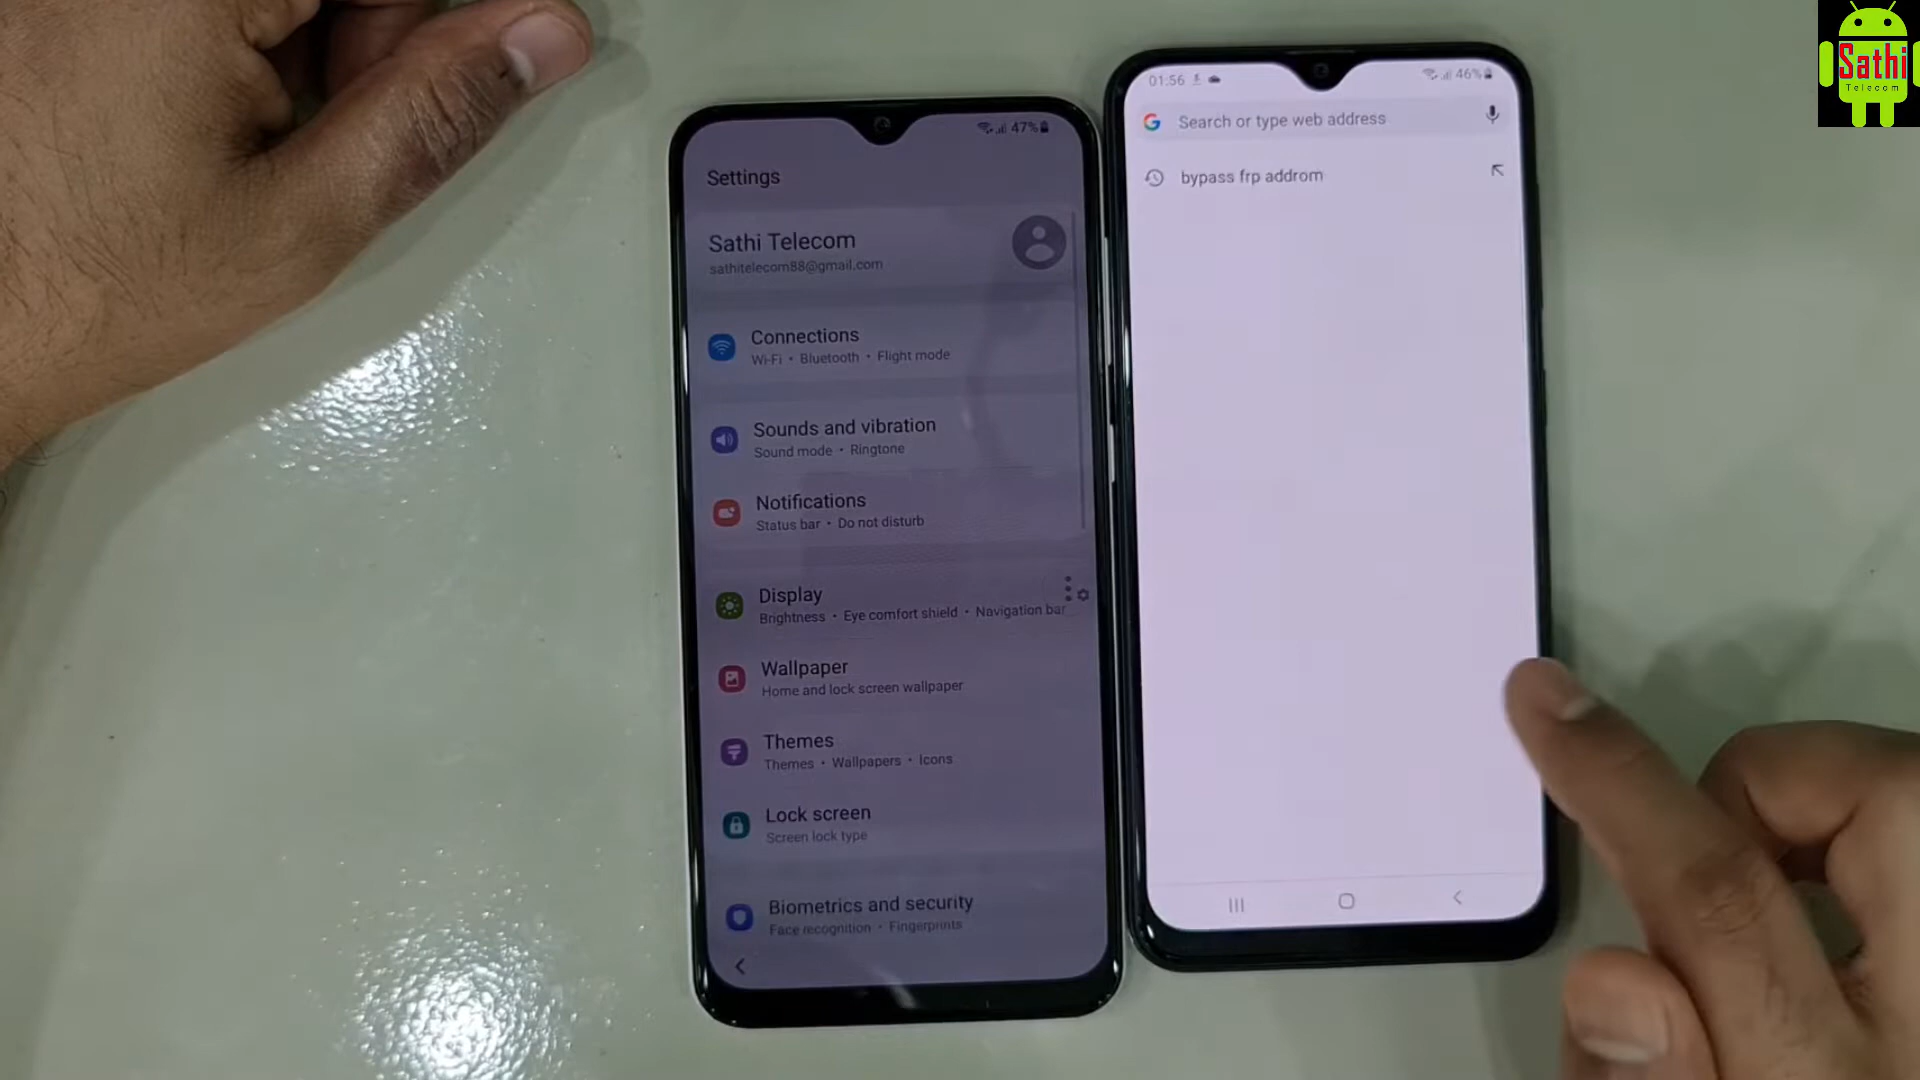 47%
Settings
Sathi Telecom
sathitelecom88@gmail.com
Connections
Wi-Fi • Bluetooth • Flight mode
Sounds and vibration
Sound mode • Ringtone
Notifications
Status bar • Do not disturb
Display
Brightness • Eye comfort shield • Navigation bar
Wallpaper
Home and lock screen wallpaper
Themes
Themes • Wallpapers • Icons
Lock screen
Screen lock type
Biometrics and security
Face recognition • Fingerprints
01:56
46%
Search or type web address
bypass frp addrom
Sathi
Telecom